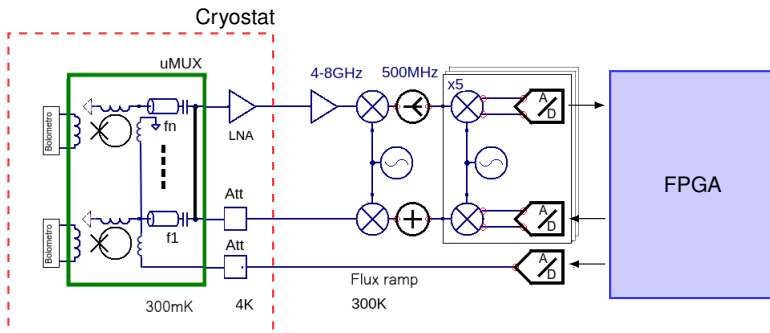 Cryostat
uMUX
4-8GHz
500MHz
x5
Bolometro
fn
LNA
A
D
FPGA
Att
Bolometro
f1
A
D
Att
A
D
Flux ramp
300mK
4K
300K